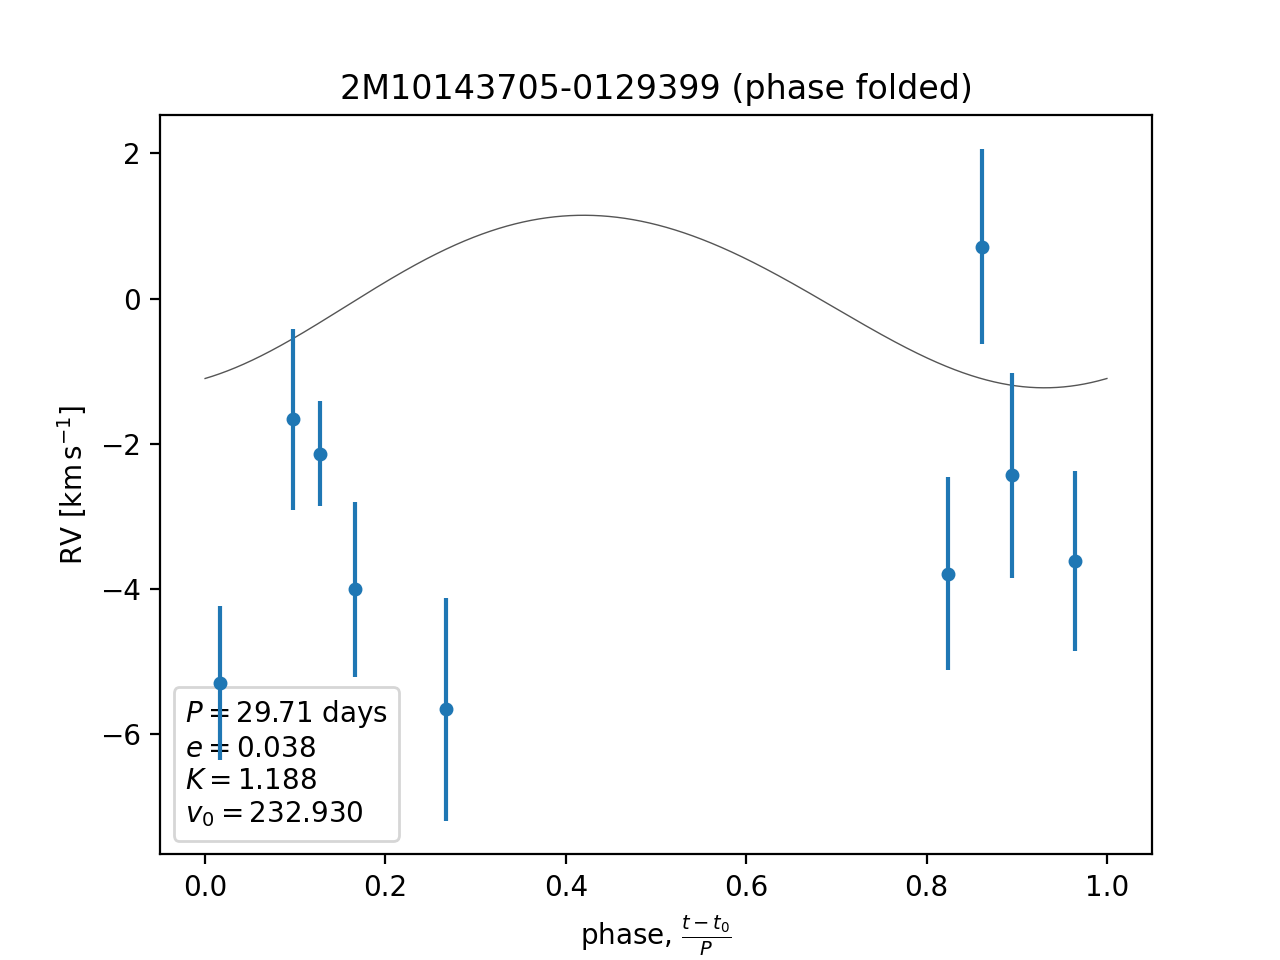 2M10143705-0129399 (phase folded)
RV [km s⁻¹]
2
0
−2
−4
−6
P = 29.71 days
e = 0.038
K = 1.188
v₀ = 232.930
0.0 0.2 0.4 0.6 0.8 1.0
phase, (t − t₀)/P